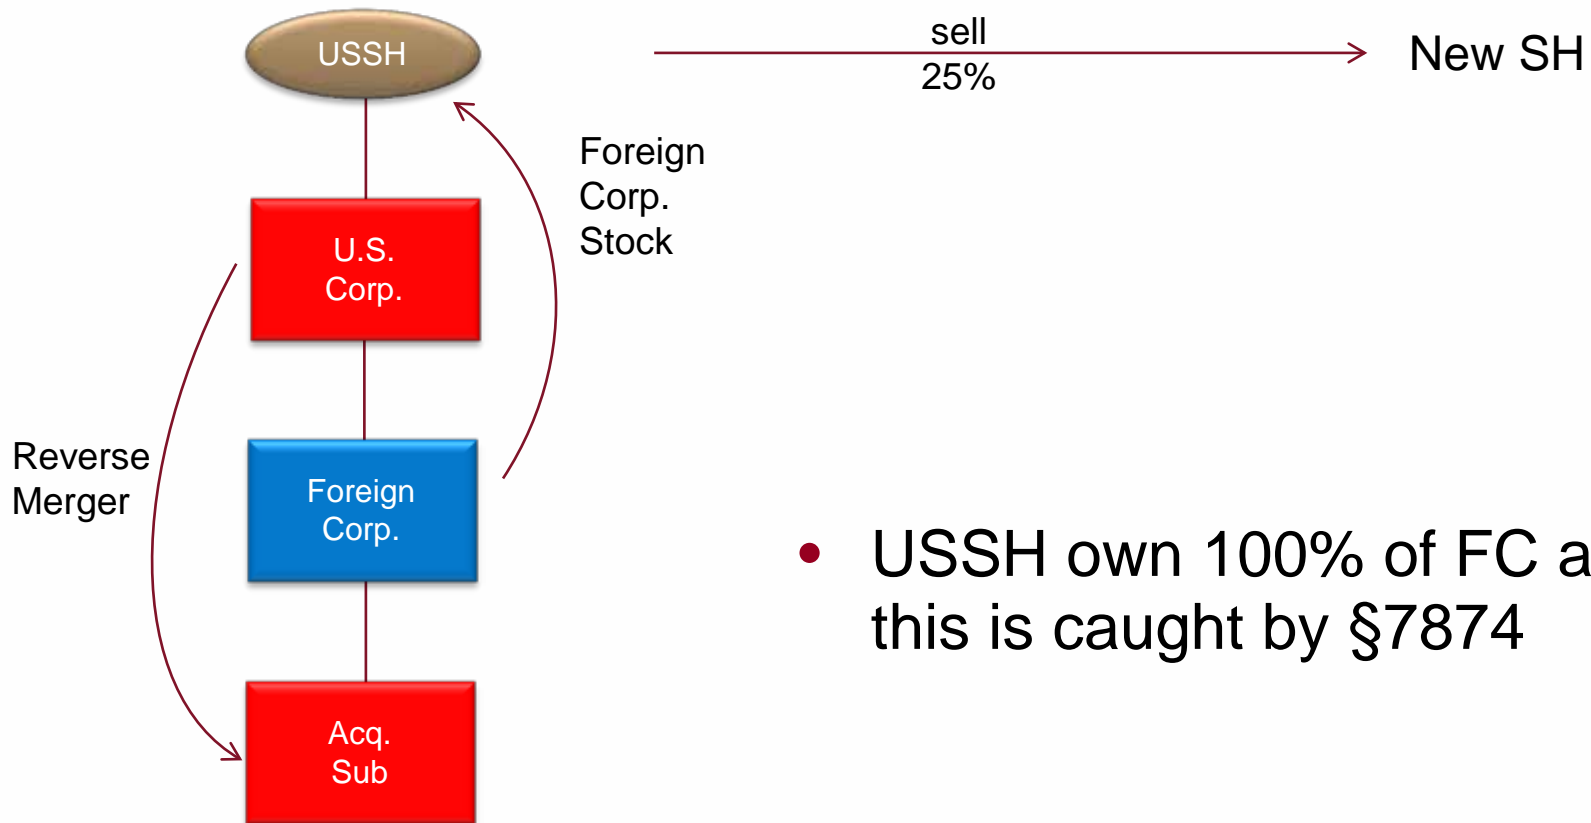 USSH
sell
25%
New SH
Foreign
Corp.
Stock
U.S.
Corp.
Reverse
Merger
Foreign
Corp.
• USSH own 100% of FC a
this is caught by §7874
Acq.
Sub